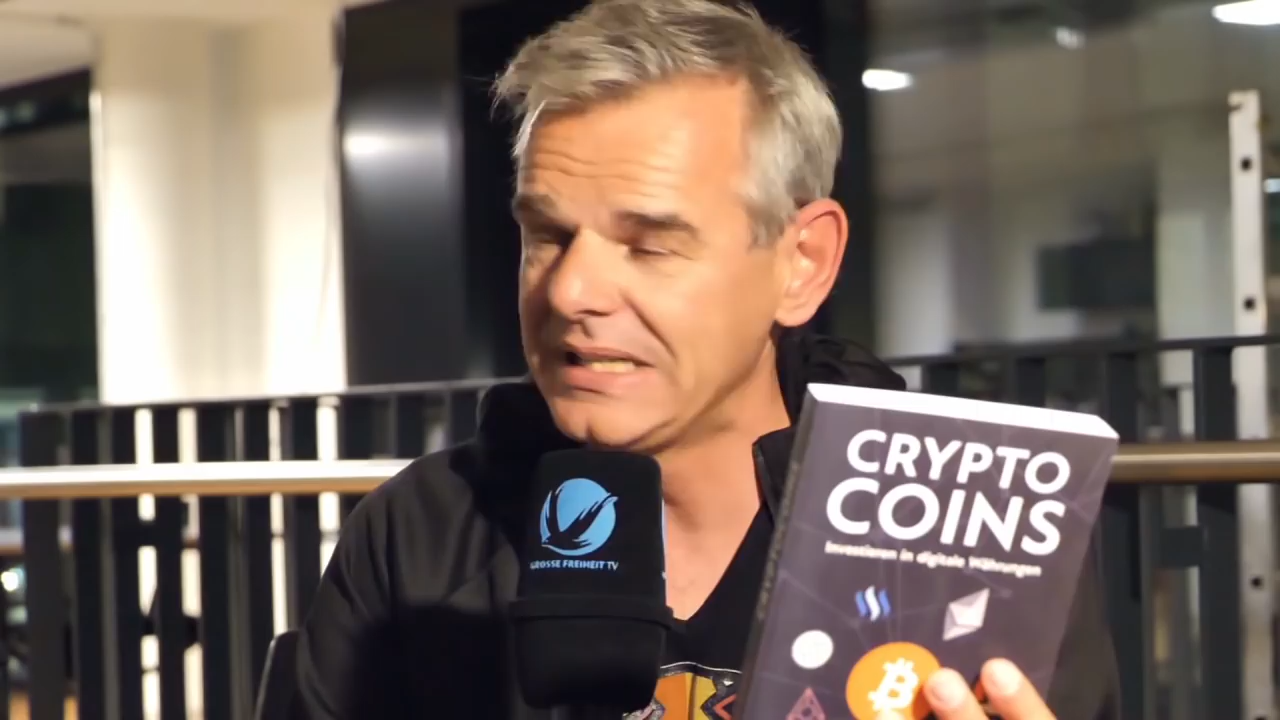 CRYPTO
COINS
Investieren in digitale Währungen
GROSSE FREIHEIT TV